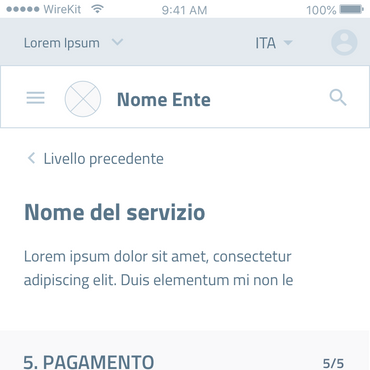 WireKit 9:41 AM 100%
Lorem Ipsum ITA
Nome Ente
Livello precedente
Nome del servizio
Lorem ipsum dolor sit amet, consectetur
adipiscing elit. Duis elementum mi non le
5. PAGAMENTO 5/5